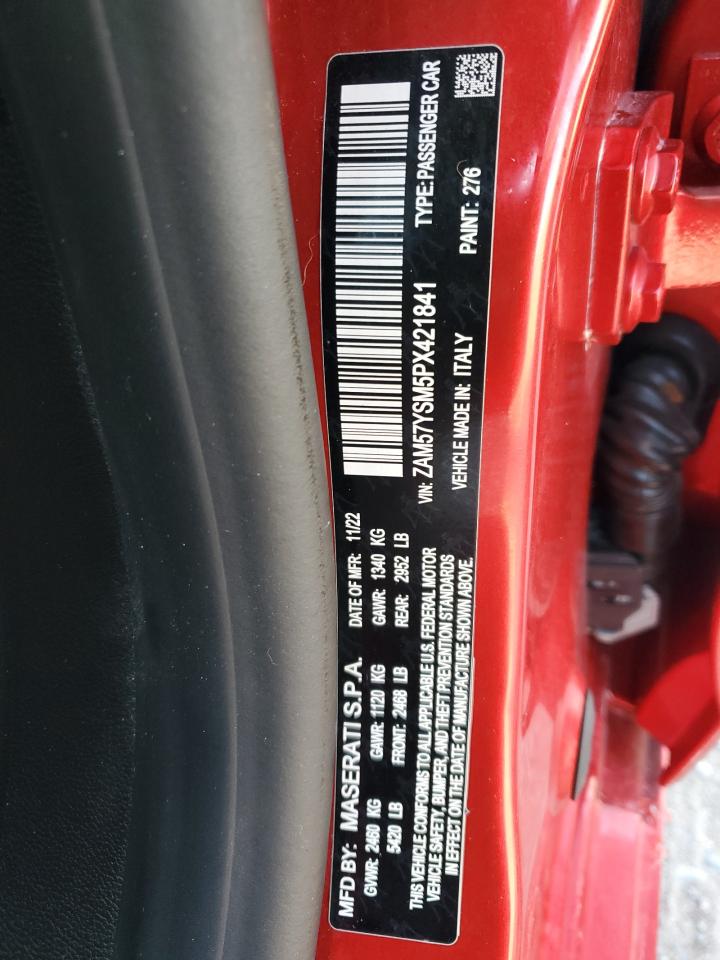 MFD BY: MASERATI S.P.A. DATE OF MFR: 11/22
GVWR: 2460 KG GAWR: 1120 KG GAWR: 1340 KG
5420 LB FRONT: 2468 LB REAR: 2952 LB
THIS VEHICLE CONFORMS TO ALL APPLICABLE U.S. FEDERAL MOTOR
VEHICLE SAFETY, BUMPER, AND THEFT PREVENTION STANDARDS
IN EFFECT ON THE DATE OF MANUFACTURE SHOWN ABOVE.
VIN: ZAM57YSM5PX421841 TYPE: PASSENGER CAR
VEHICLE MADE IN: ITALY PAINT: 276